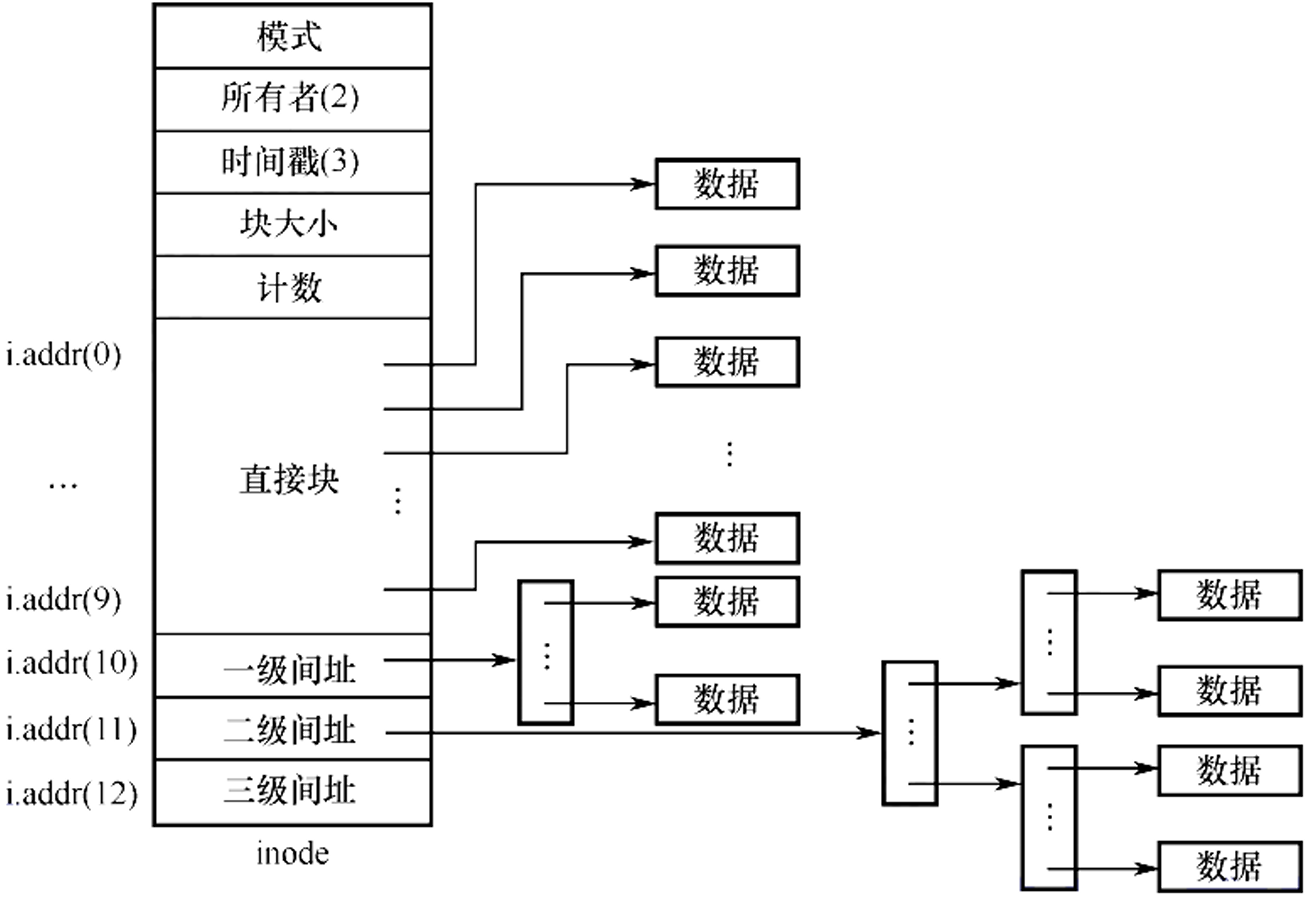 模式
所有者(2)
时间戳(3)
块大小
计数
i.addr(0)
…
i.addr(9)
i.addr(10)
i.addr(11)
i.addr(12)
直接块
⋮
一级间址
二级间址
三级间址
inode
数据
数据
数据
⋮
数据
⋮
数据
数据
⋮
⋮
数据
数据
⋮
数据
数据